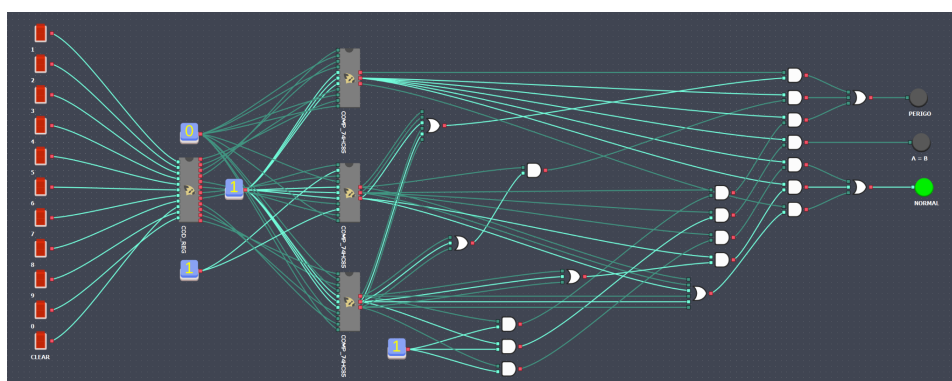 1
2
3
4
5
6
7
8
9
0
CLEAR
0
1
1
1
COD_REG
COMP_74HC85
COMP_74HC85
COMP_74HC85
PERIGO
A = B
NORMAL